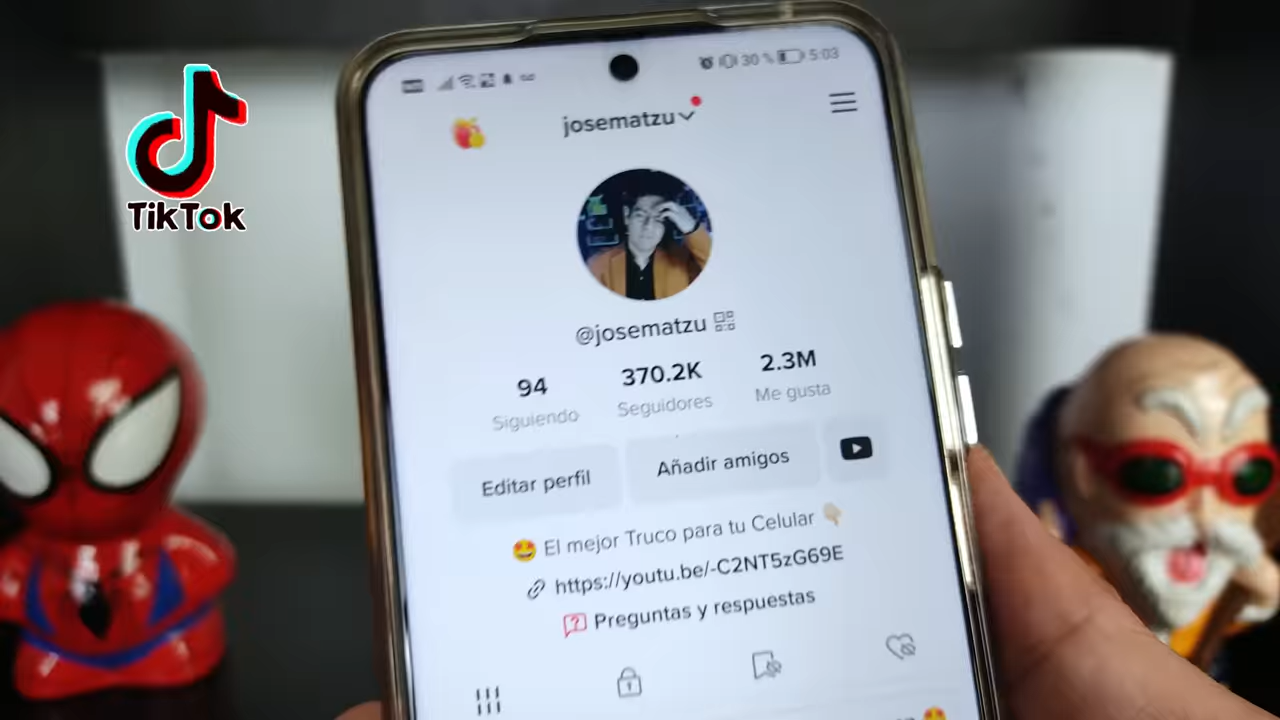 30 % 5:03
josematzu
TikTok
@josematzu
94 370.2K 2.3M
Siguiendo Seguidores Me gusta
Editar perfil Añadir amigos
El mejor Truco para tu Celular
https://youtu.be/-C2NT5zG69E
Preguntas y respuestas